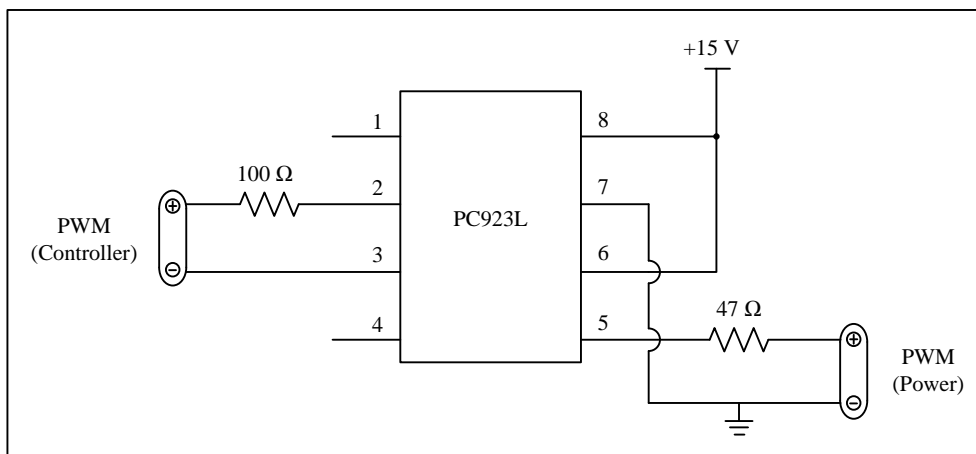 +15 V
1
8
100 Ω
2
7
PWM
(Controller)
PC923L
3
6
47 Ω
4
5
PWM
(Power)